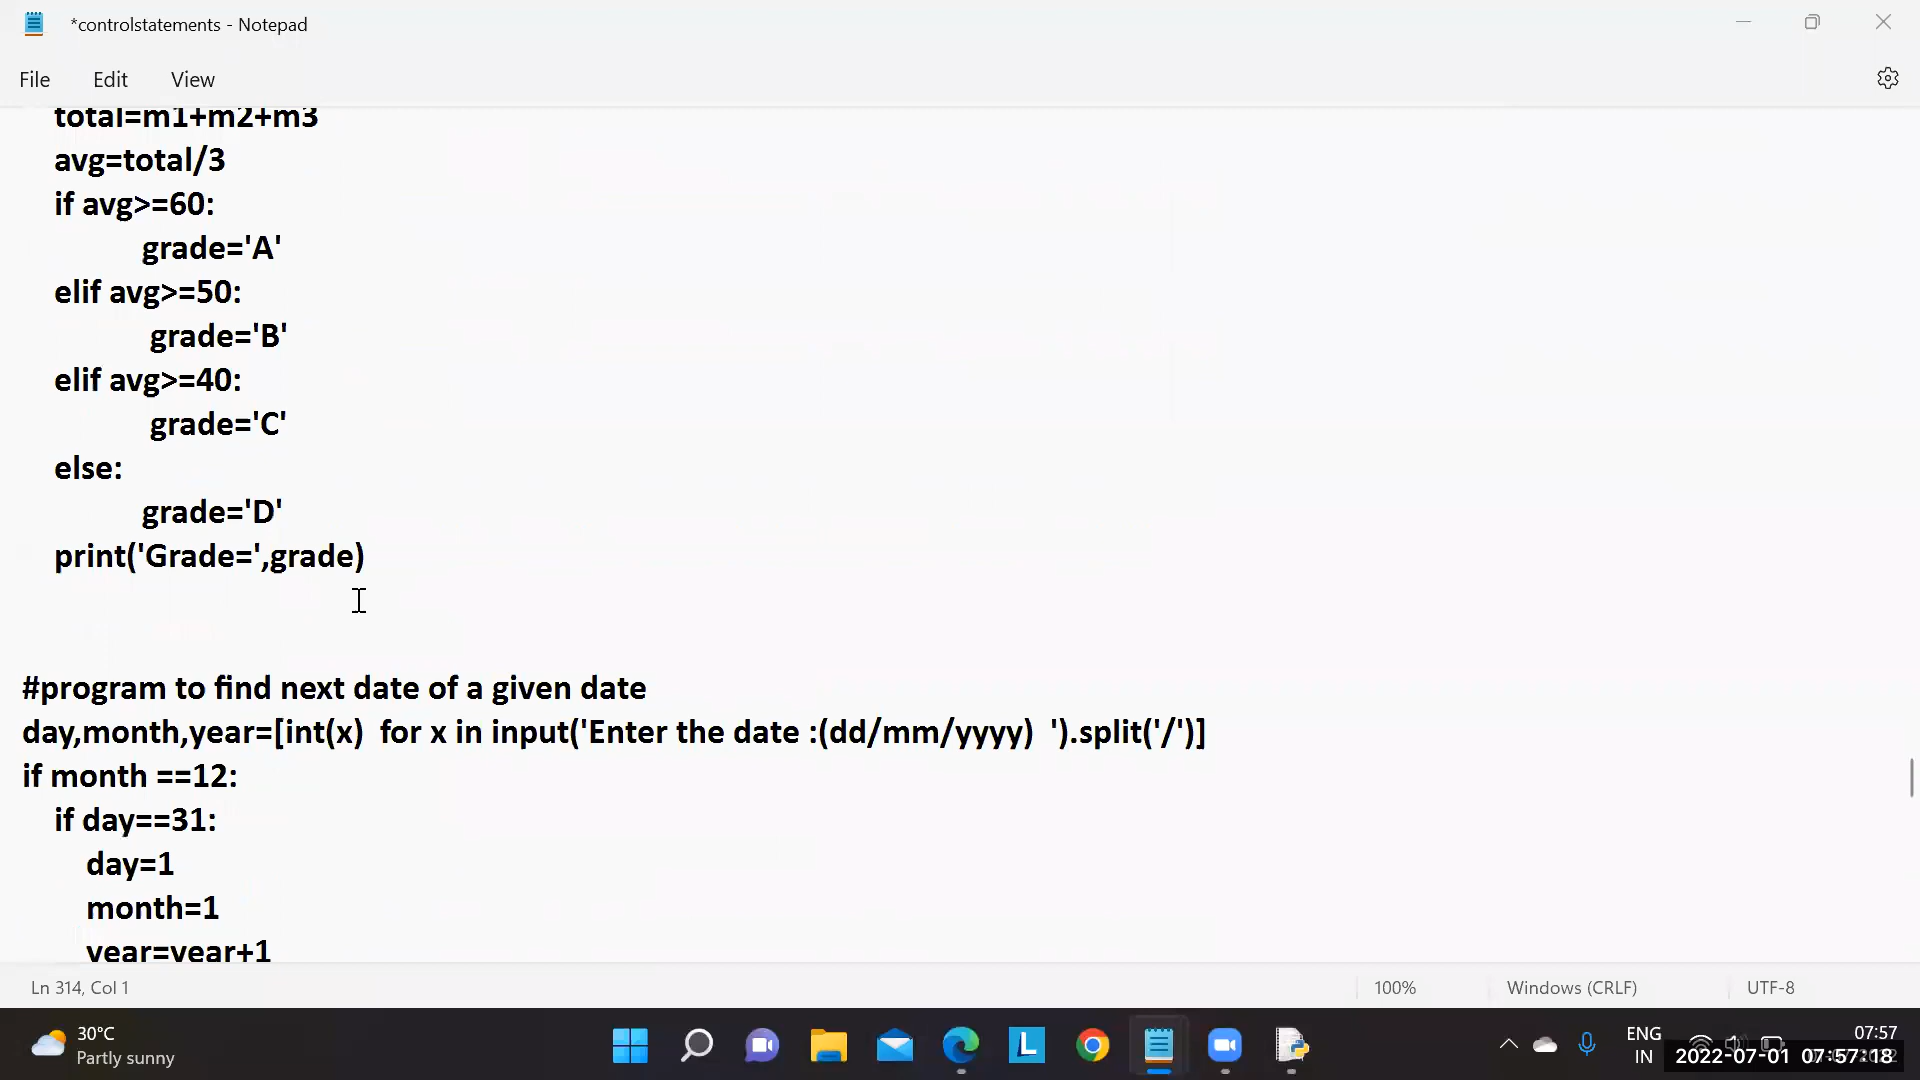 *controlstatements - Notepad
File Edit View
total=m1+m2+m3
avg=total/3
if avg>=60:
grade='A'
elif avg>=50:
grade='B'
elif avg>=40:
grade='C'
else:
grade='D'
print('Grade=',grade)
#program to find next date of a given date
day,month,year=[int(x)  for x in input('Enter the date :(dd/mm/yyyy)  ').split('/')]
if month ==12:
if day==31:
day=1
month=1
year=year+1
Ln 314, Col 1 100% Windows (CRLF) UTF-8
30°C
Partly sunny
L
ENG
IN
07:57
2022-07-01 07:57:18